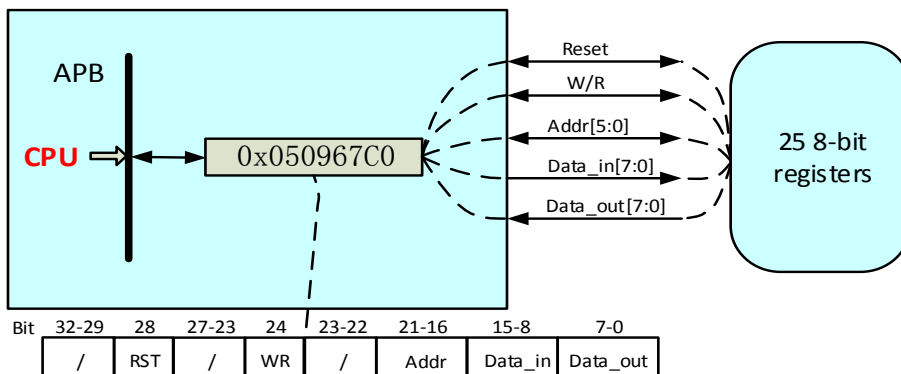 Reset
APB
W/R
Addr[5:0]
CPU
0x050967C0
Data_in[7:0]
Data_out[7:0]
25 8-bit
registers
Bit 32-29 28 27-23 24 23-22 21-16 15-8 7-0
/ RST / WR / Addr Data_in Data_out